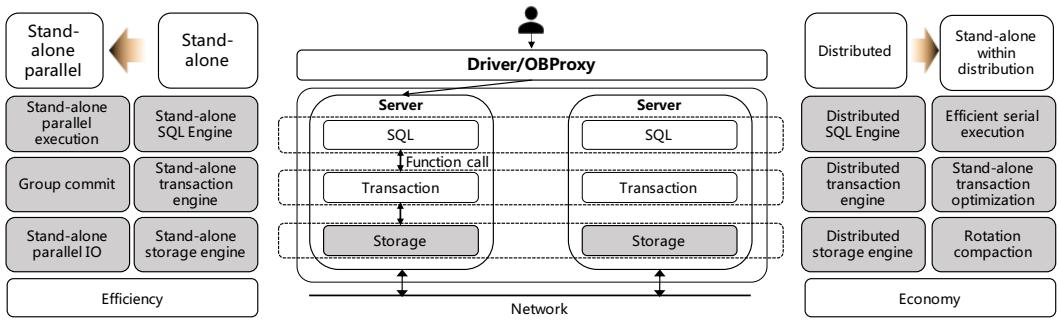 Stand-
alone
parallel
Stand-
alone
Stand-alone
parallel
execution
Stand-alone
SQL Engine
Group commit
Stand-alone
transaction
engine
Stand-alone
parallel IO
Stand-alone
storage engine
Efficiency
Driver/OBProxy
Server
SQL
Function call
Transaction
Storage
Server
SQL
Transaction
Storage
Network
Distributed
Stand-alone
within
distribution
Distributed
SQL Engine
Efficient serial
execution
Distributed
transaction
engine
Stand-alone
transaction
optimization
Distributed
storage engine
Rotation
compaction
Economy